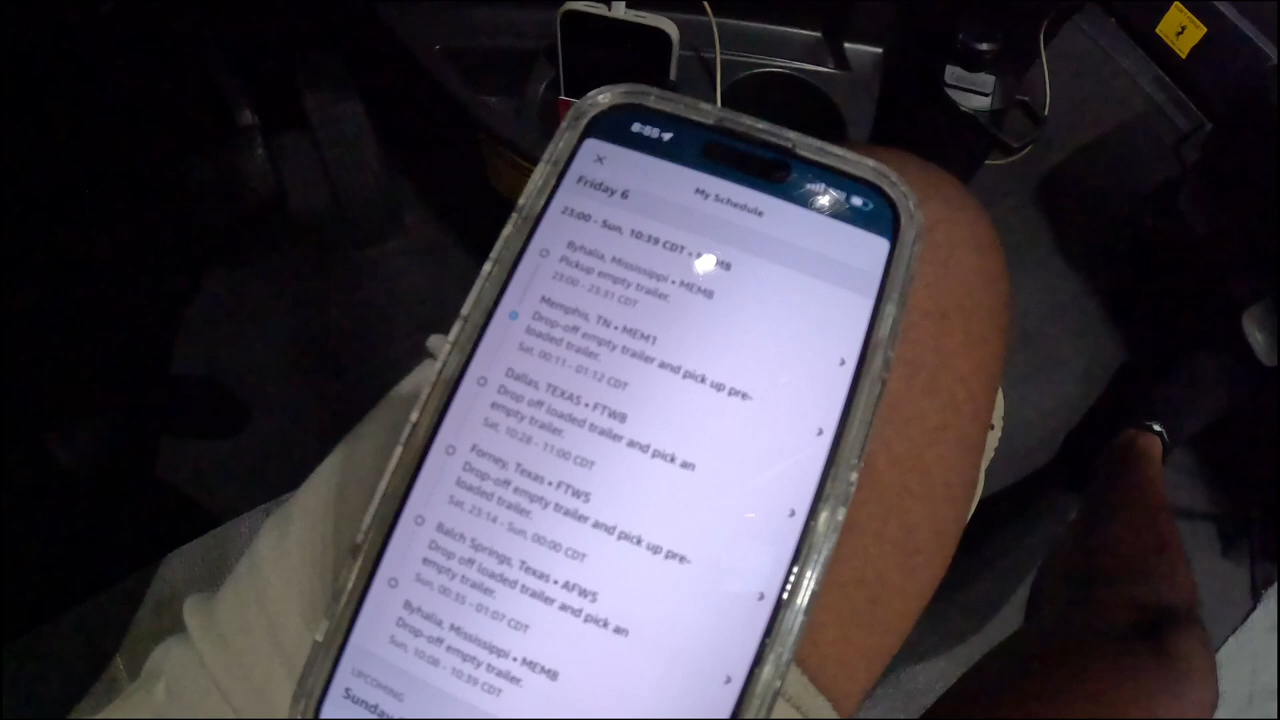 8:55
My Schedule
Friday 6
23:00 - Sun, 10:39 CDT •
Byhalia, Mississippi • MEM8
Pickup empty trailer.
23:00 - 23:31 CDT
Memphis, TN • MEM1
Drop-off empty trailer and pick up pre-
loaded trailer.
Sat, 00:11 - 01:12 CDT
Dallas, TEXAS • FTW8
Drop off loaded trailer and pick an
empty trailer.
Sat, 10:28 - 11:00 CDT
Forney, Texas • FTW5
Drop-off empty trailer and pick up pre-
loaded trailer.
Sat, 23:14 - Sun, 00:00 CDT
Balch Springs, Texas • AFW5
Drop off loaded trailer and pick an
empty trailer.
Sun, 00:35 - 01:07 CDT
Byhalia, Mississippi • MEM8
Drop-off empty trailer.
Sun, 10:08 - 10:39 CDT
UPCOMING
Sunday